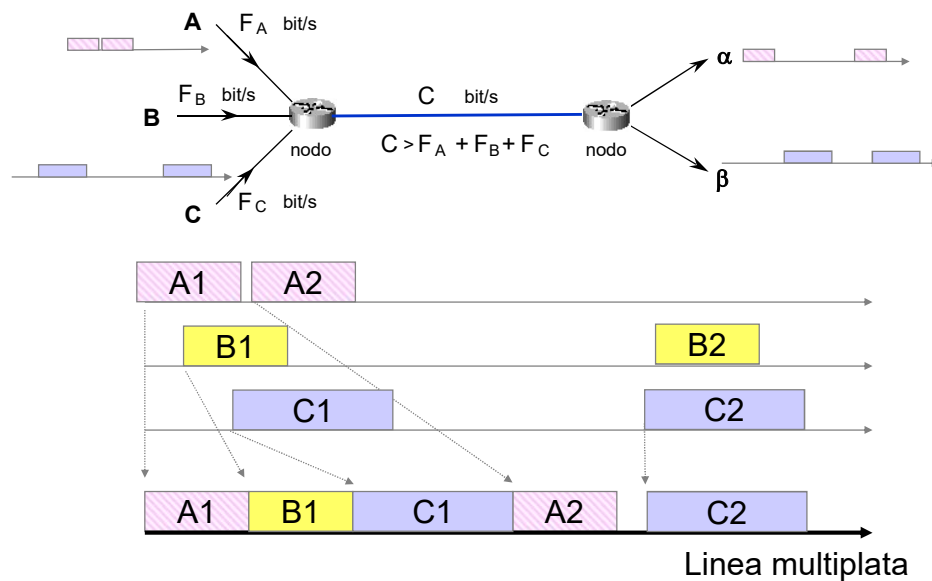 A
F_A bit/s
α
F_B bit/s
C bit/s
B
nodo
C > F_A + F_B + F_C
nodo
β
C
F_C bit/s
A1 A2
B1 B2
C1 C2
A1 B1 C1 A2 C2
Linea multiplata